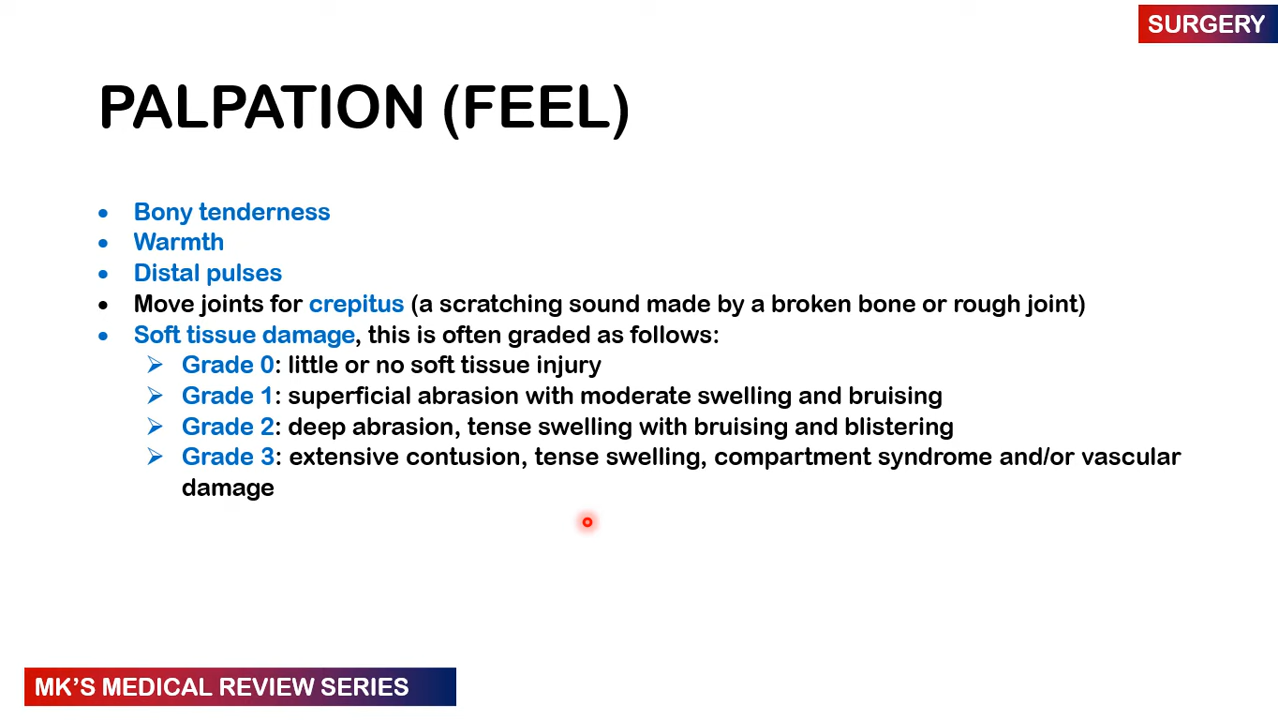 SURGERY
PALPATION (FEEL)
• Bony tenderness
• Warmth
• Distal pulses
• Move joints for crepitus (a scratching sound made by a broken bone or rough joint)
• Soft tissue damage, this is often graded as follows:
➢ Grade 0: little or no soft tissue injury
➢ Grade 1: superficial abrasion with moderate swelling and bruising
➢ Grade 2: deep abrasion, tense swelling with bruising and blistering
➢ Grade 3: extensive contusion, tense swelling, compartment syndrome and/or vascular
damage
MK’S MEDICAL REVIEW SERIES